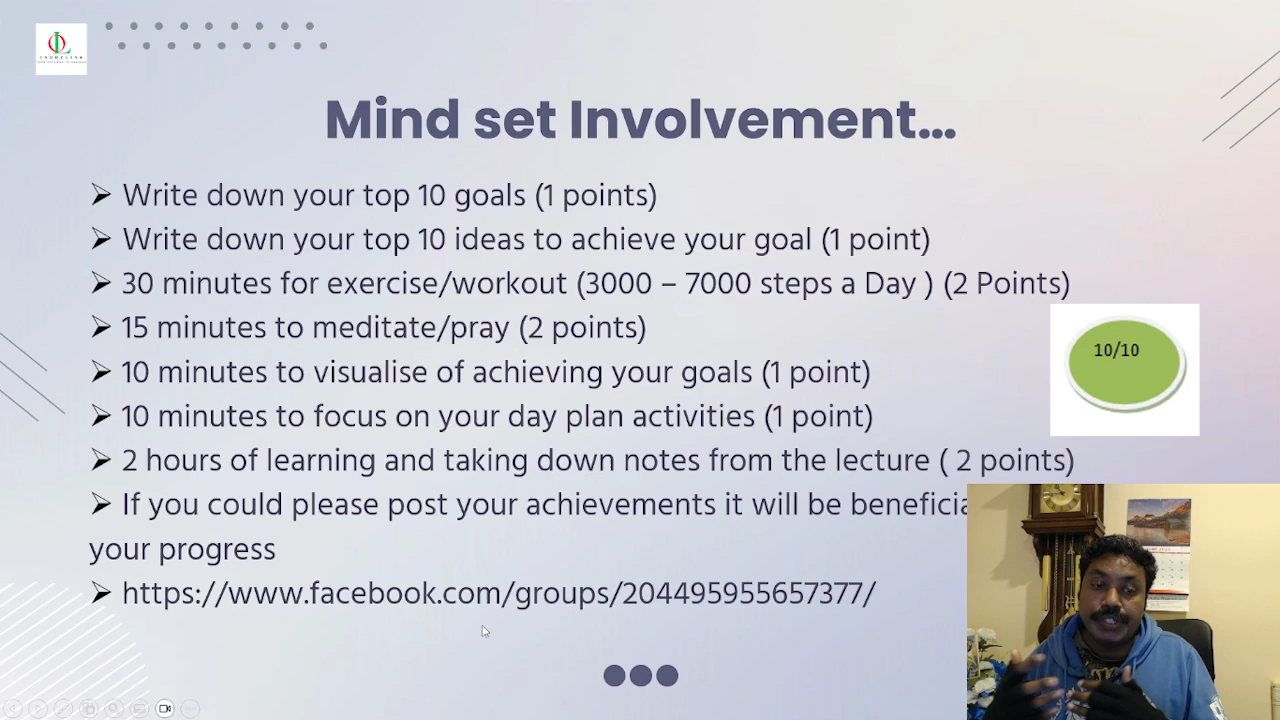 INDOELINK
Mind set Involvement...
➢ Write down your top 10 goals (1 points)
➢ Write down your top 10 ideas to achieve your goal (1 point)
➢ 30 minutes for exercise/workout (3000 – 7000 steps a Day ) (2 Points)
➢ 15 minutes to meditate/pray (2 points)
10/10
➢ 10 minutes to visualise of achieving your goals (1 point)
➢ 10 minutes to focus on your day plan activities (1 point)
➢ 2 hours of learning and taking down notes from the lecture ( 2 points)
➢ If you could please post your achievements it will be beneficia
your progress
➢ https://www.facebook.com/groups/204495955657377/